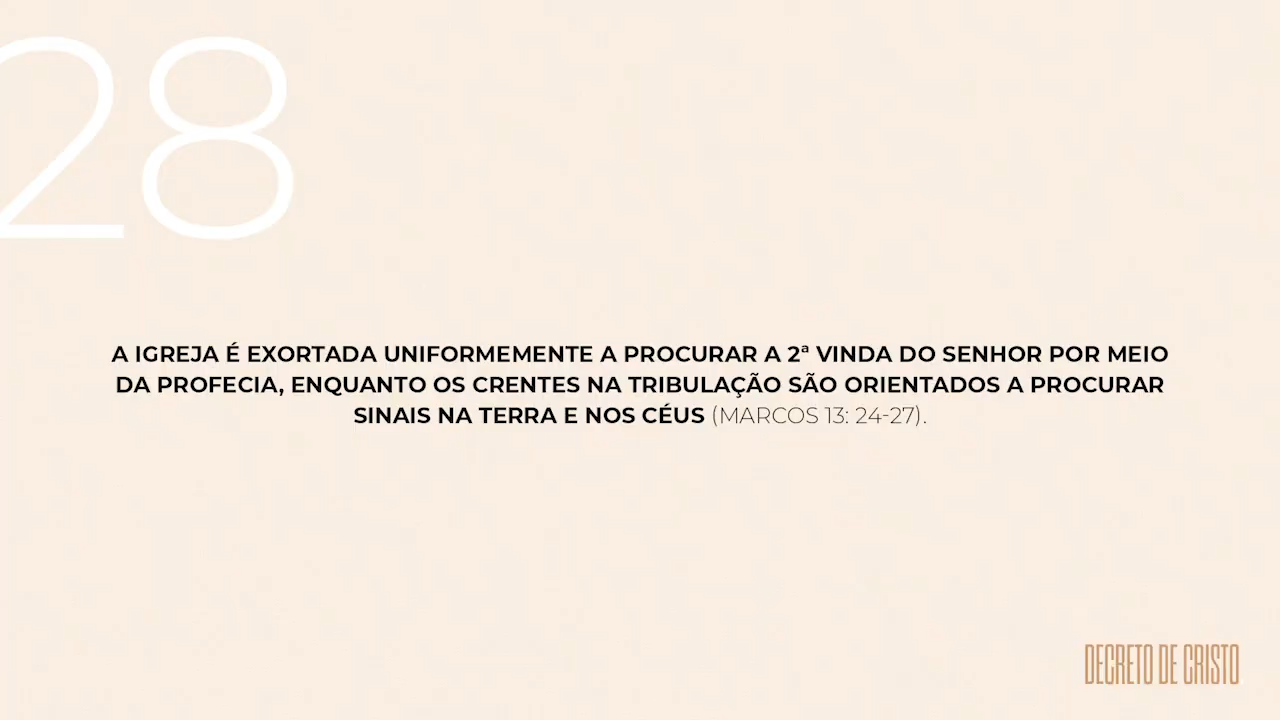 28
A IGREJA É EXORTADA UNIFORMEMENTE A PROCURAR A 2ª VINDA DO SENHOR POR MEIO
DA PROFECIA, ENQUANTO OS CRENTES NA TRIBULAÇÃO SÃO ORIENTADOS A PROCURAR
SINAIS NA TERRA E NOS CÉUS (MARCOS 13: 24-27).
DECRETO DE CRISTO